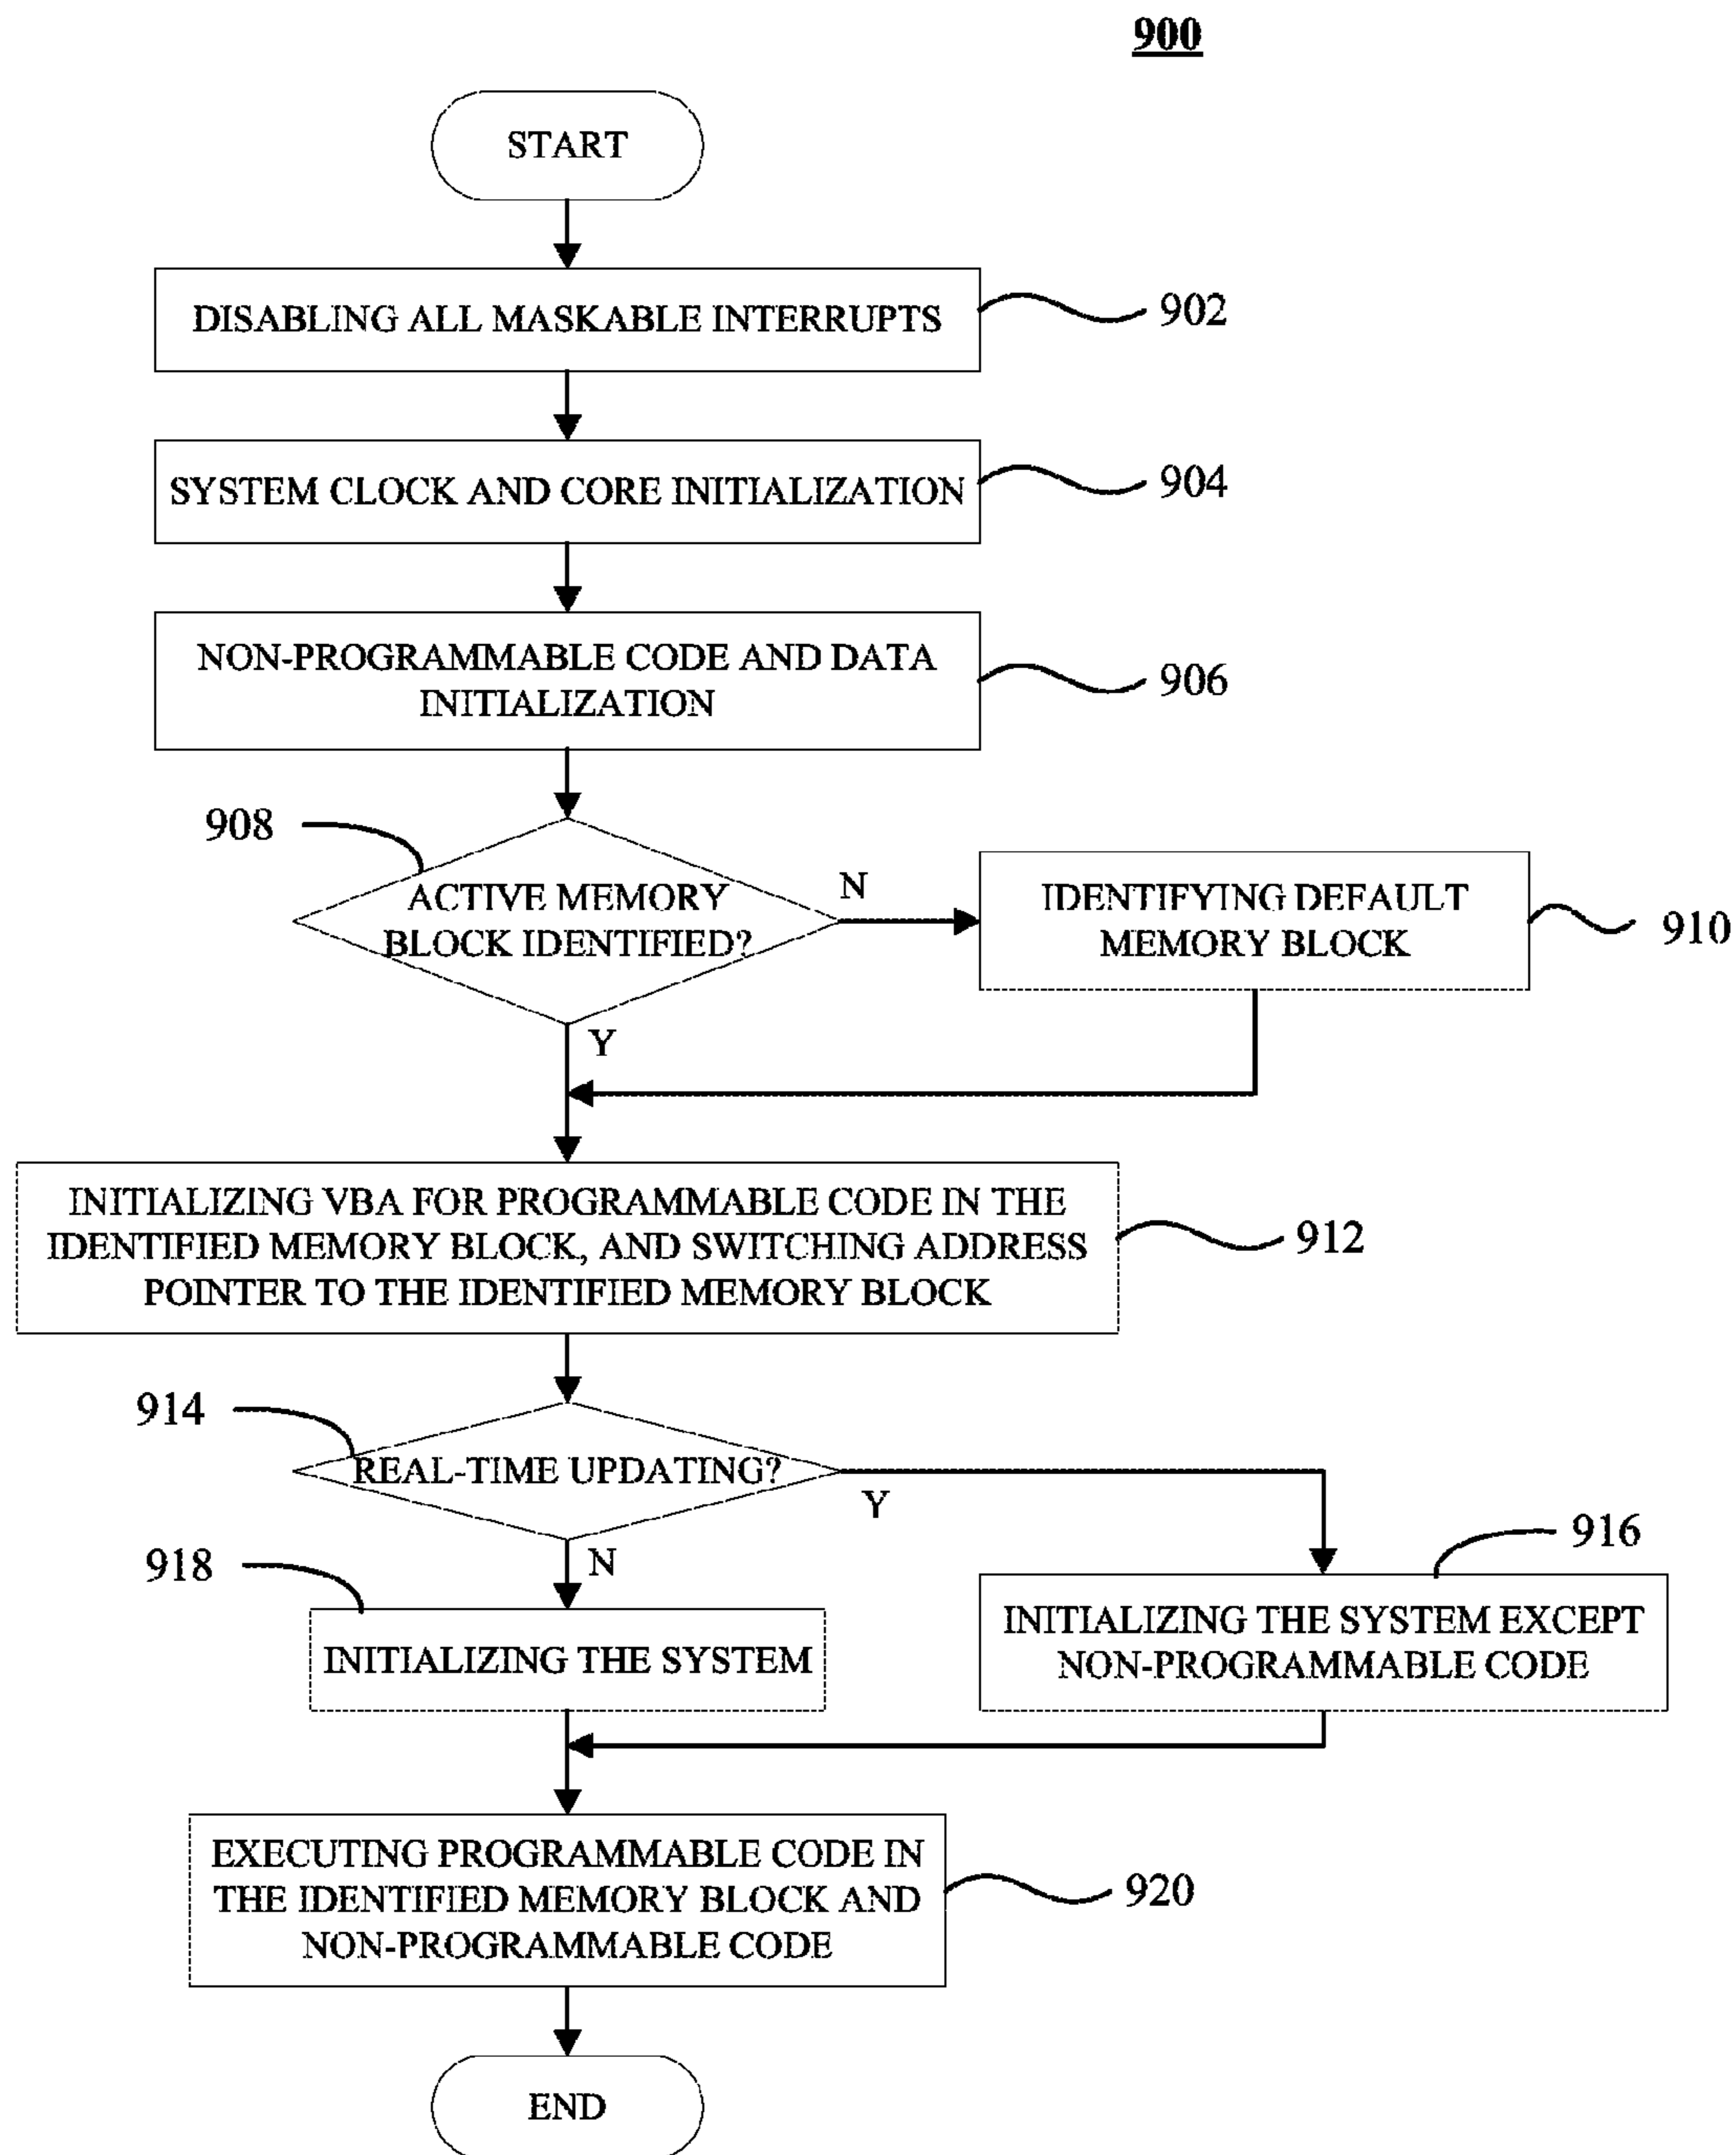 900
START
DISABLING ALL MASKABLE INTERRUPTS
902
SYSTEM CLOCK AND CORE INITIALIZATION
904
NON-PROGRAMMABLE CODE AND DATA
INITIALIZATION
906
908
ACTIVE MEMORY
BLOCK IDENTIFIED?
N
IDENTIFYING DEFAULT
MEMORY BLOCK
910
Y
INITIALIZING VBA FOR PROGRAMMABLE CODE IN THE
IDENTIFIED MEMORY BLOCK, AND SWITCHING ADDRESS
POINTER TO THE IDENTIFIED MEMORY BLOCK
912
914
REAL-TIME UPDATING?
Y
N
916
918
INITIALIZING THE SYSTEM
INITIALIZING THE SYSTEM EXCEPT
NON-PROGRAMMABLE CODE
EXECUTING PROGRAMMABLE CODE IN
THE IDENTIFIED MEMORY BLOCK AND
NON-PROGRAMMABLE CODE
920
END